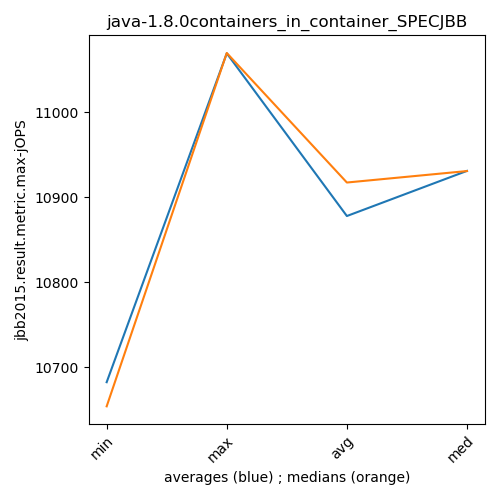 java-1.8.0containers_in_container_SPECJBB
jbb2015.result.metric.max-jOPS
11000
10900
10800
10700
min
max
avg
med
averages (blue) ; medians (orange)